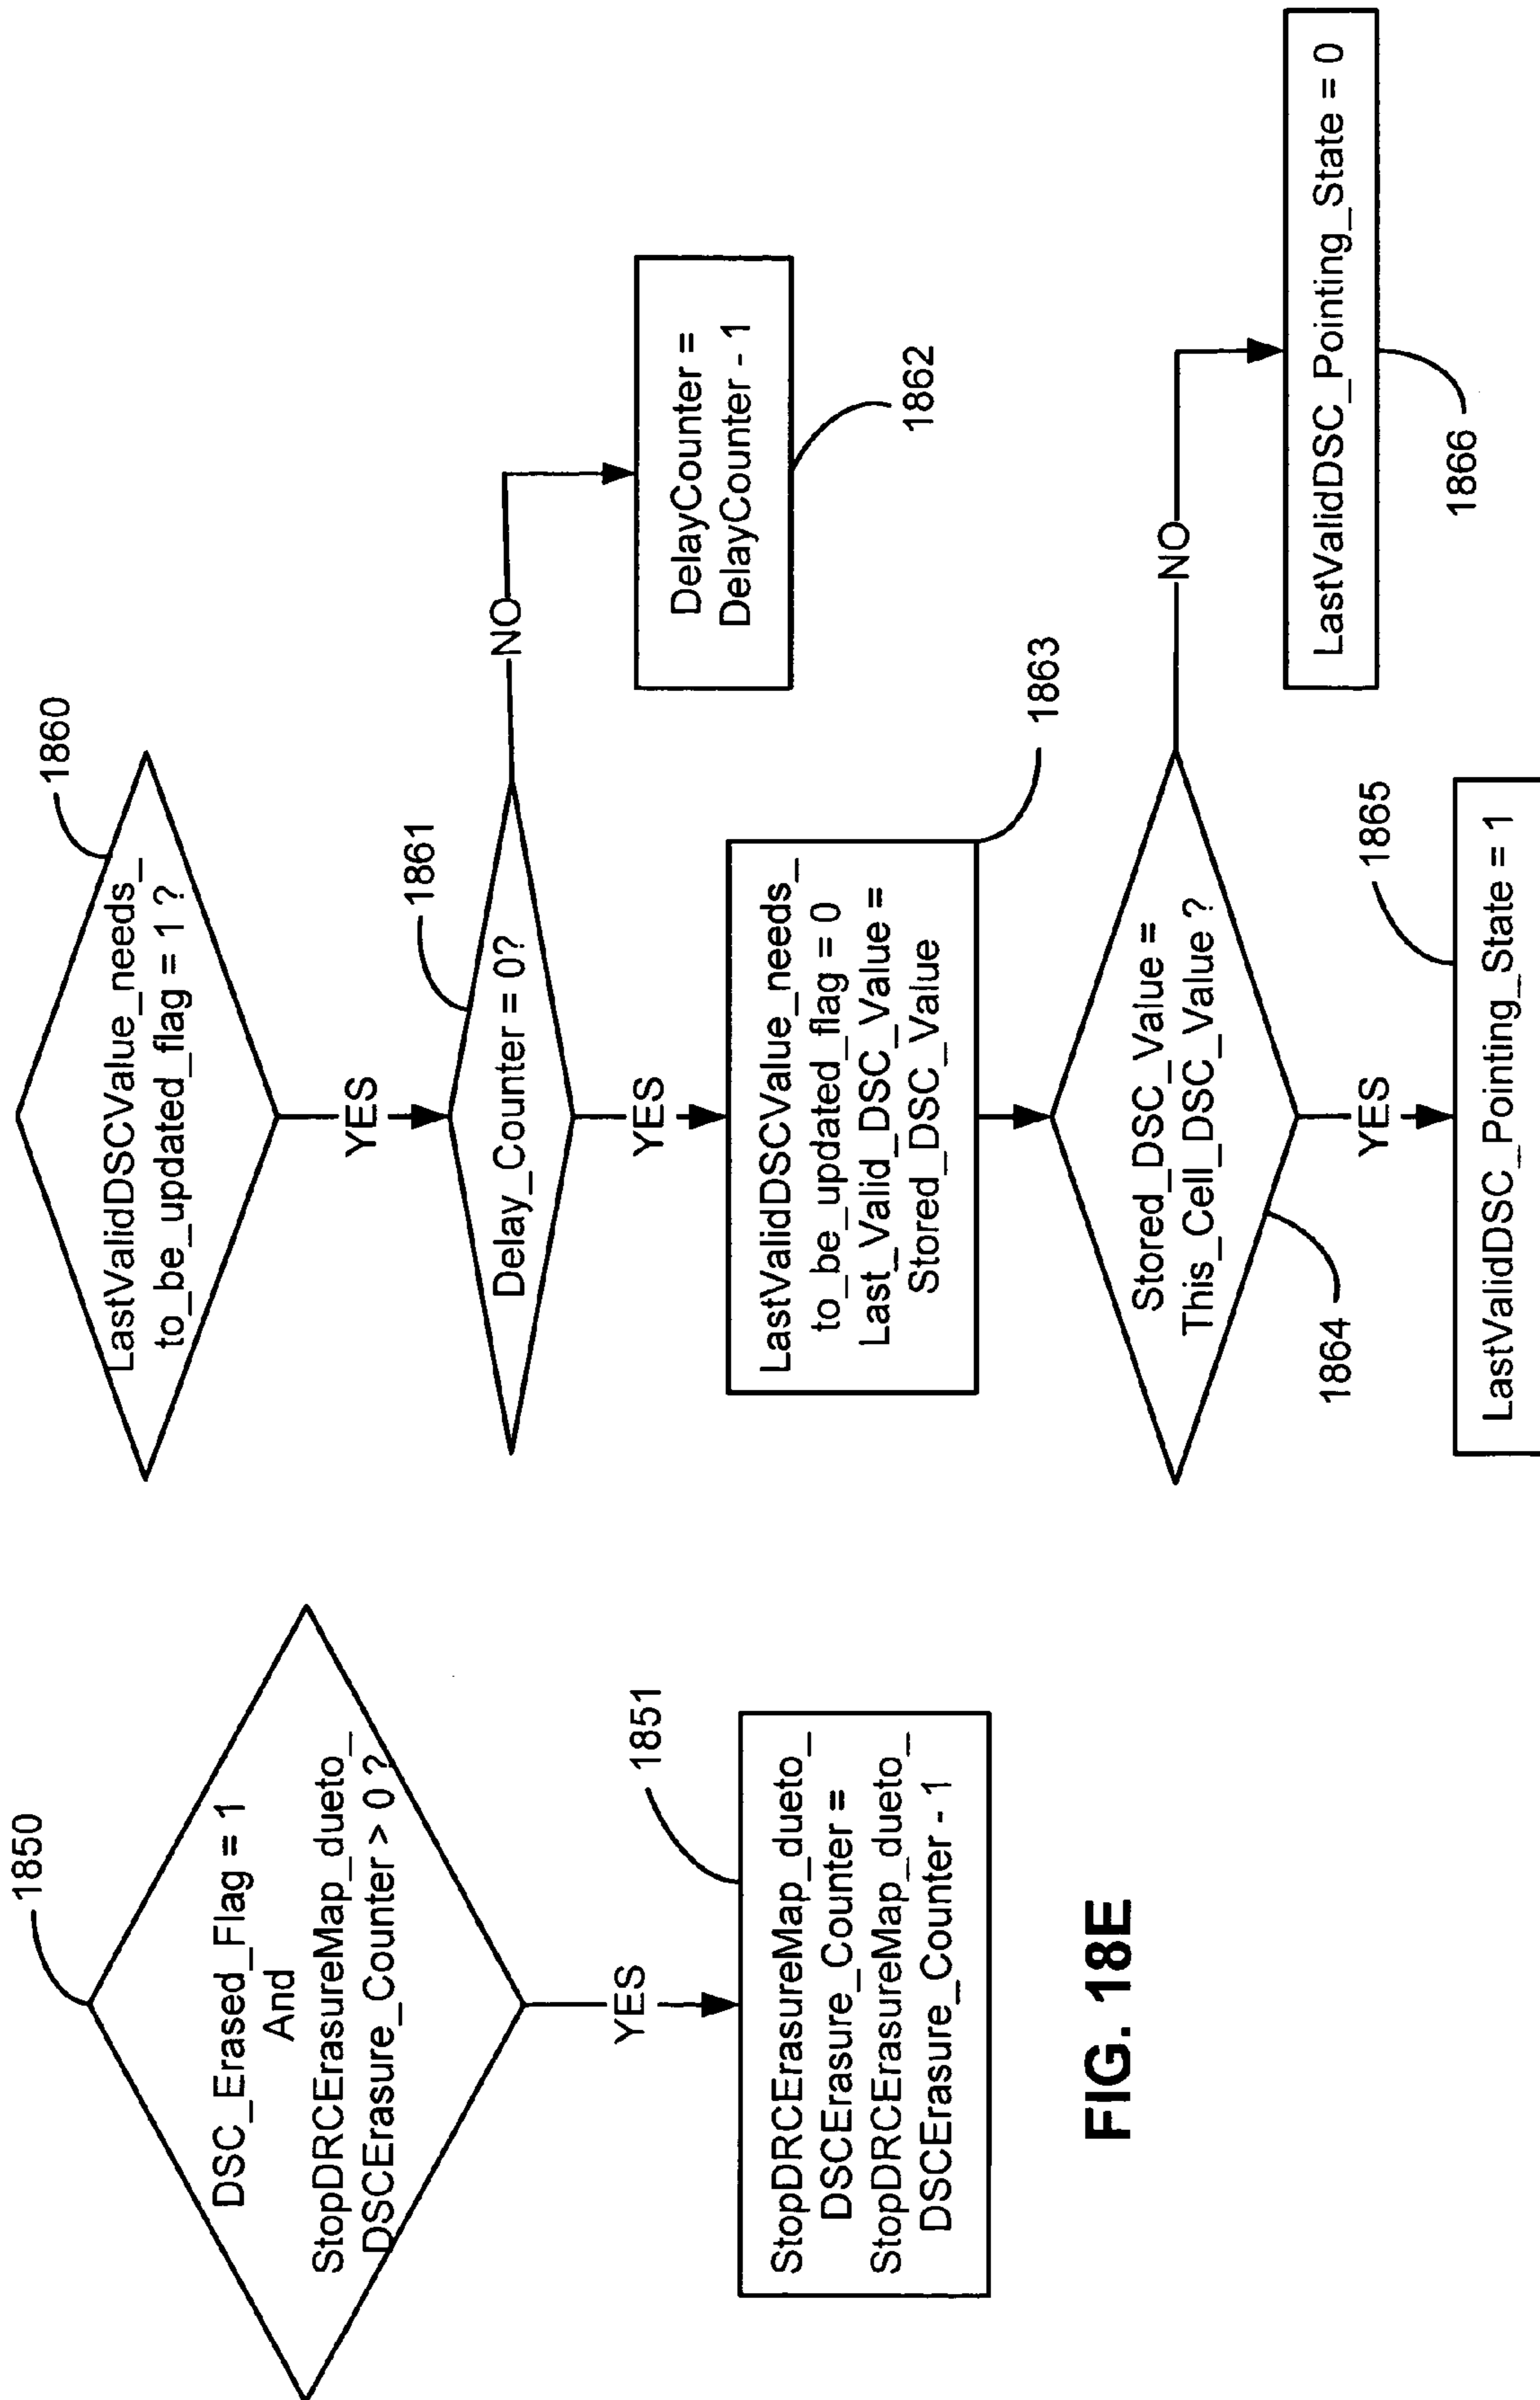 1850
DSC_Erased_Flag = 1
And
StopDRCErasureMap_dueto_
DSCErasure_Counter > 0 ?
YES
1851
StopDRCErasureMap_dueto_
DSCErasure_Counter =
StopDRCErasureMap_dueto_
DSCErasure_Counter - 1
1860
LastValidDSCValue_needs_
to_be_updated_flag = 1 ?
YES
1861
Delay_Counter = 0?
NO
DelayCounter =
DelayCounter - 1
1862
YES
1863
LastValidDSCValue_needs_
to_be_updated_flag = 0
Last_Valid_DSC_Value =
Stored_DSC_Value
Stored_DSC_Value =
This_Cell_DSC_Value ?
1864
NO
LastValidDSC_Pointing_State = 0
1866
YES
1865
LastValidDSC_Pointing_State = 1
FIG. 18E